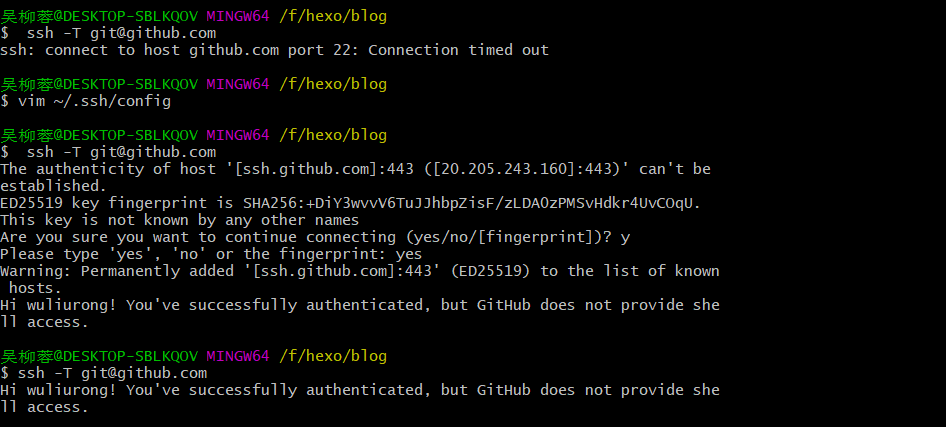 吴柳蓉@DESKTOP-SBLKQOV MINGW64 /f/hexo/blog
$  ssh -T git@github.com
ssh: connect to host github.com port 22: Connection timed out
吴柳蓉@DESKTOP-SBLKQOV MINGW64 /f/hexo/blog
$ vim ~/.ssh/config
吴柳蓉@DESKTOP-SBLKQOV MINGW64 /f/hexo/blog
$  ssh -T git@github.com
The authenticity of host '[ssh.github.com]:443 ([20.205.243.160]:443)' can't be
established.
ED25519 key fingerprint is SHA256:+DiY3wvvV6TuJJhbpZisF/zLDA0zPMSvHdkr4UvCOqU.
This key is not known by any other names
Are you sure you want to continue connecting (yes/no/[fingerprint])? y
Please type 'yes', 'no' or the fingerprint: yes
Warning: Permanently added '[ssh.github.com]:443' (ED25519) to the list of known
 hosts.
Hi wuliurong! You've successfully authenticated, but GitHub does not provide she
ll access.
吴柳蓉@DESKTOP-SBLKQOV MINGW64 /f/hexo/blog
$ ssh -T git@github.com
Hi wuliurong! You've successfully authenticated, but GitHub does not provide she
ll access.